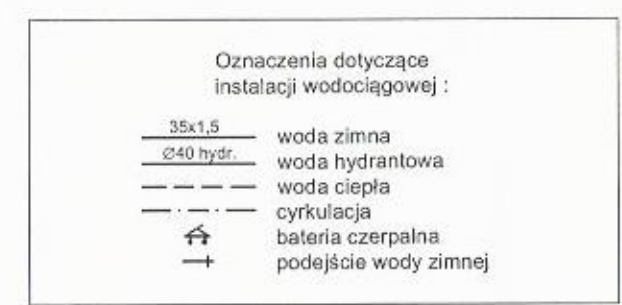 Oznaczenia dotyczące
instalacji wodociągowej :
35x1,5 woda zimna
Ø40 hydr. woda hydrantowa
woda ciepła
cyrkulacja
bateria czerpalna
podejście wody zimnej